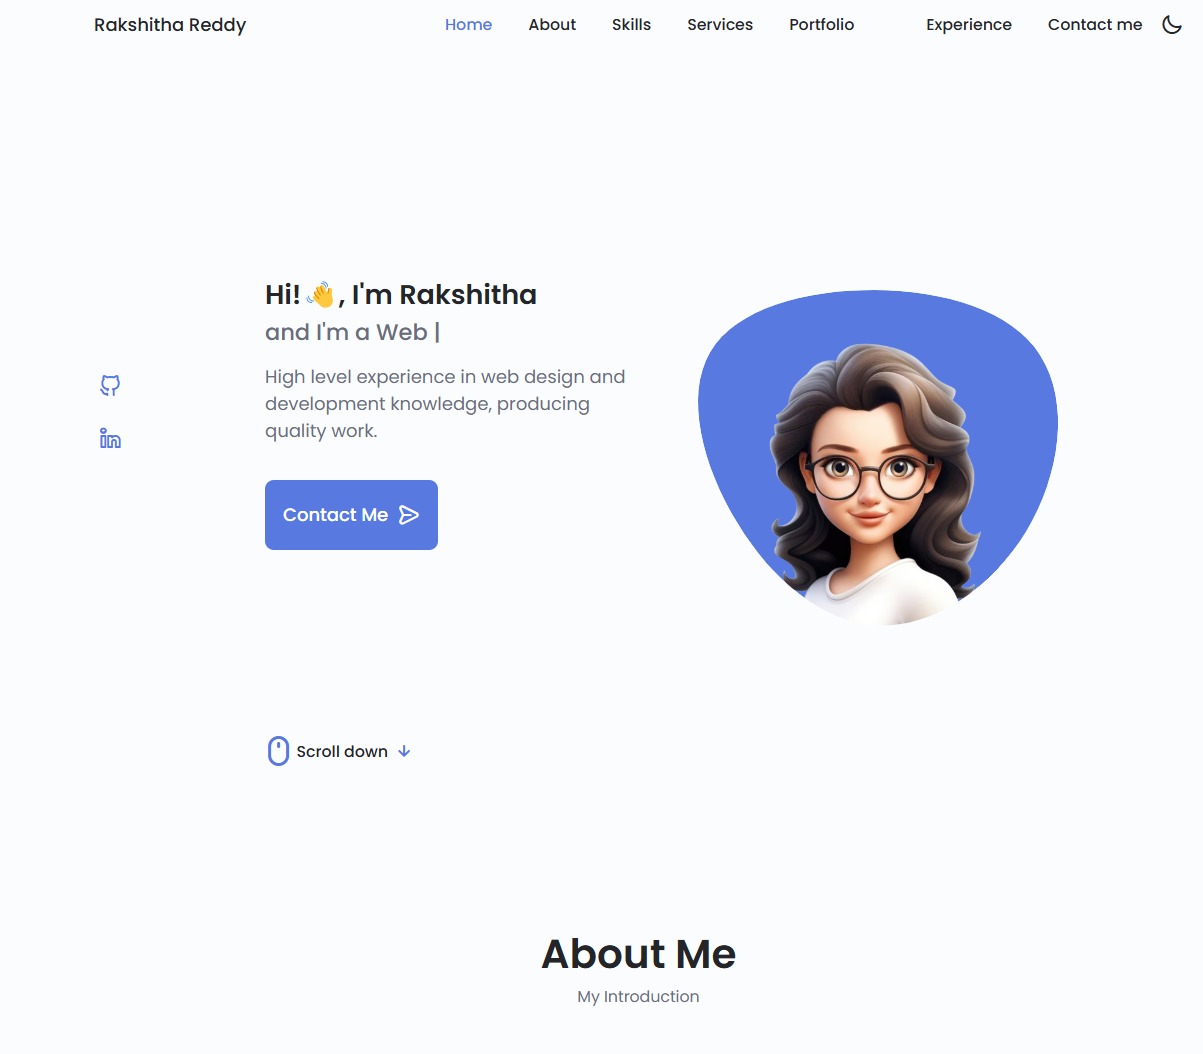 Rakshitha Reddy Home About Skills Services Portfolio Experience Contact me
Hi! 👋, I'm Rakshitha
and I'm a Web |
High level experience in web design and
development knowledge, producing
quality work.
Contact Me
Scroll down
About Me
My Introduction